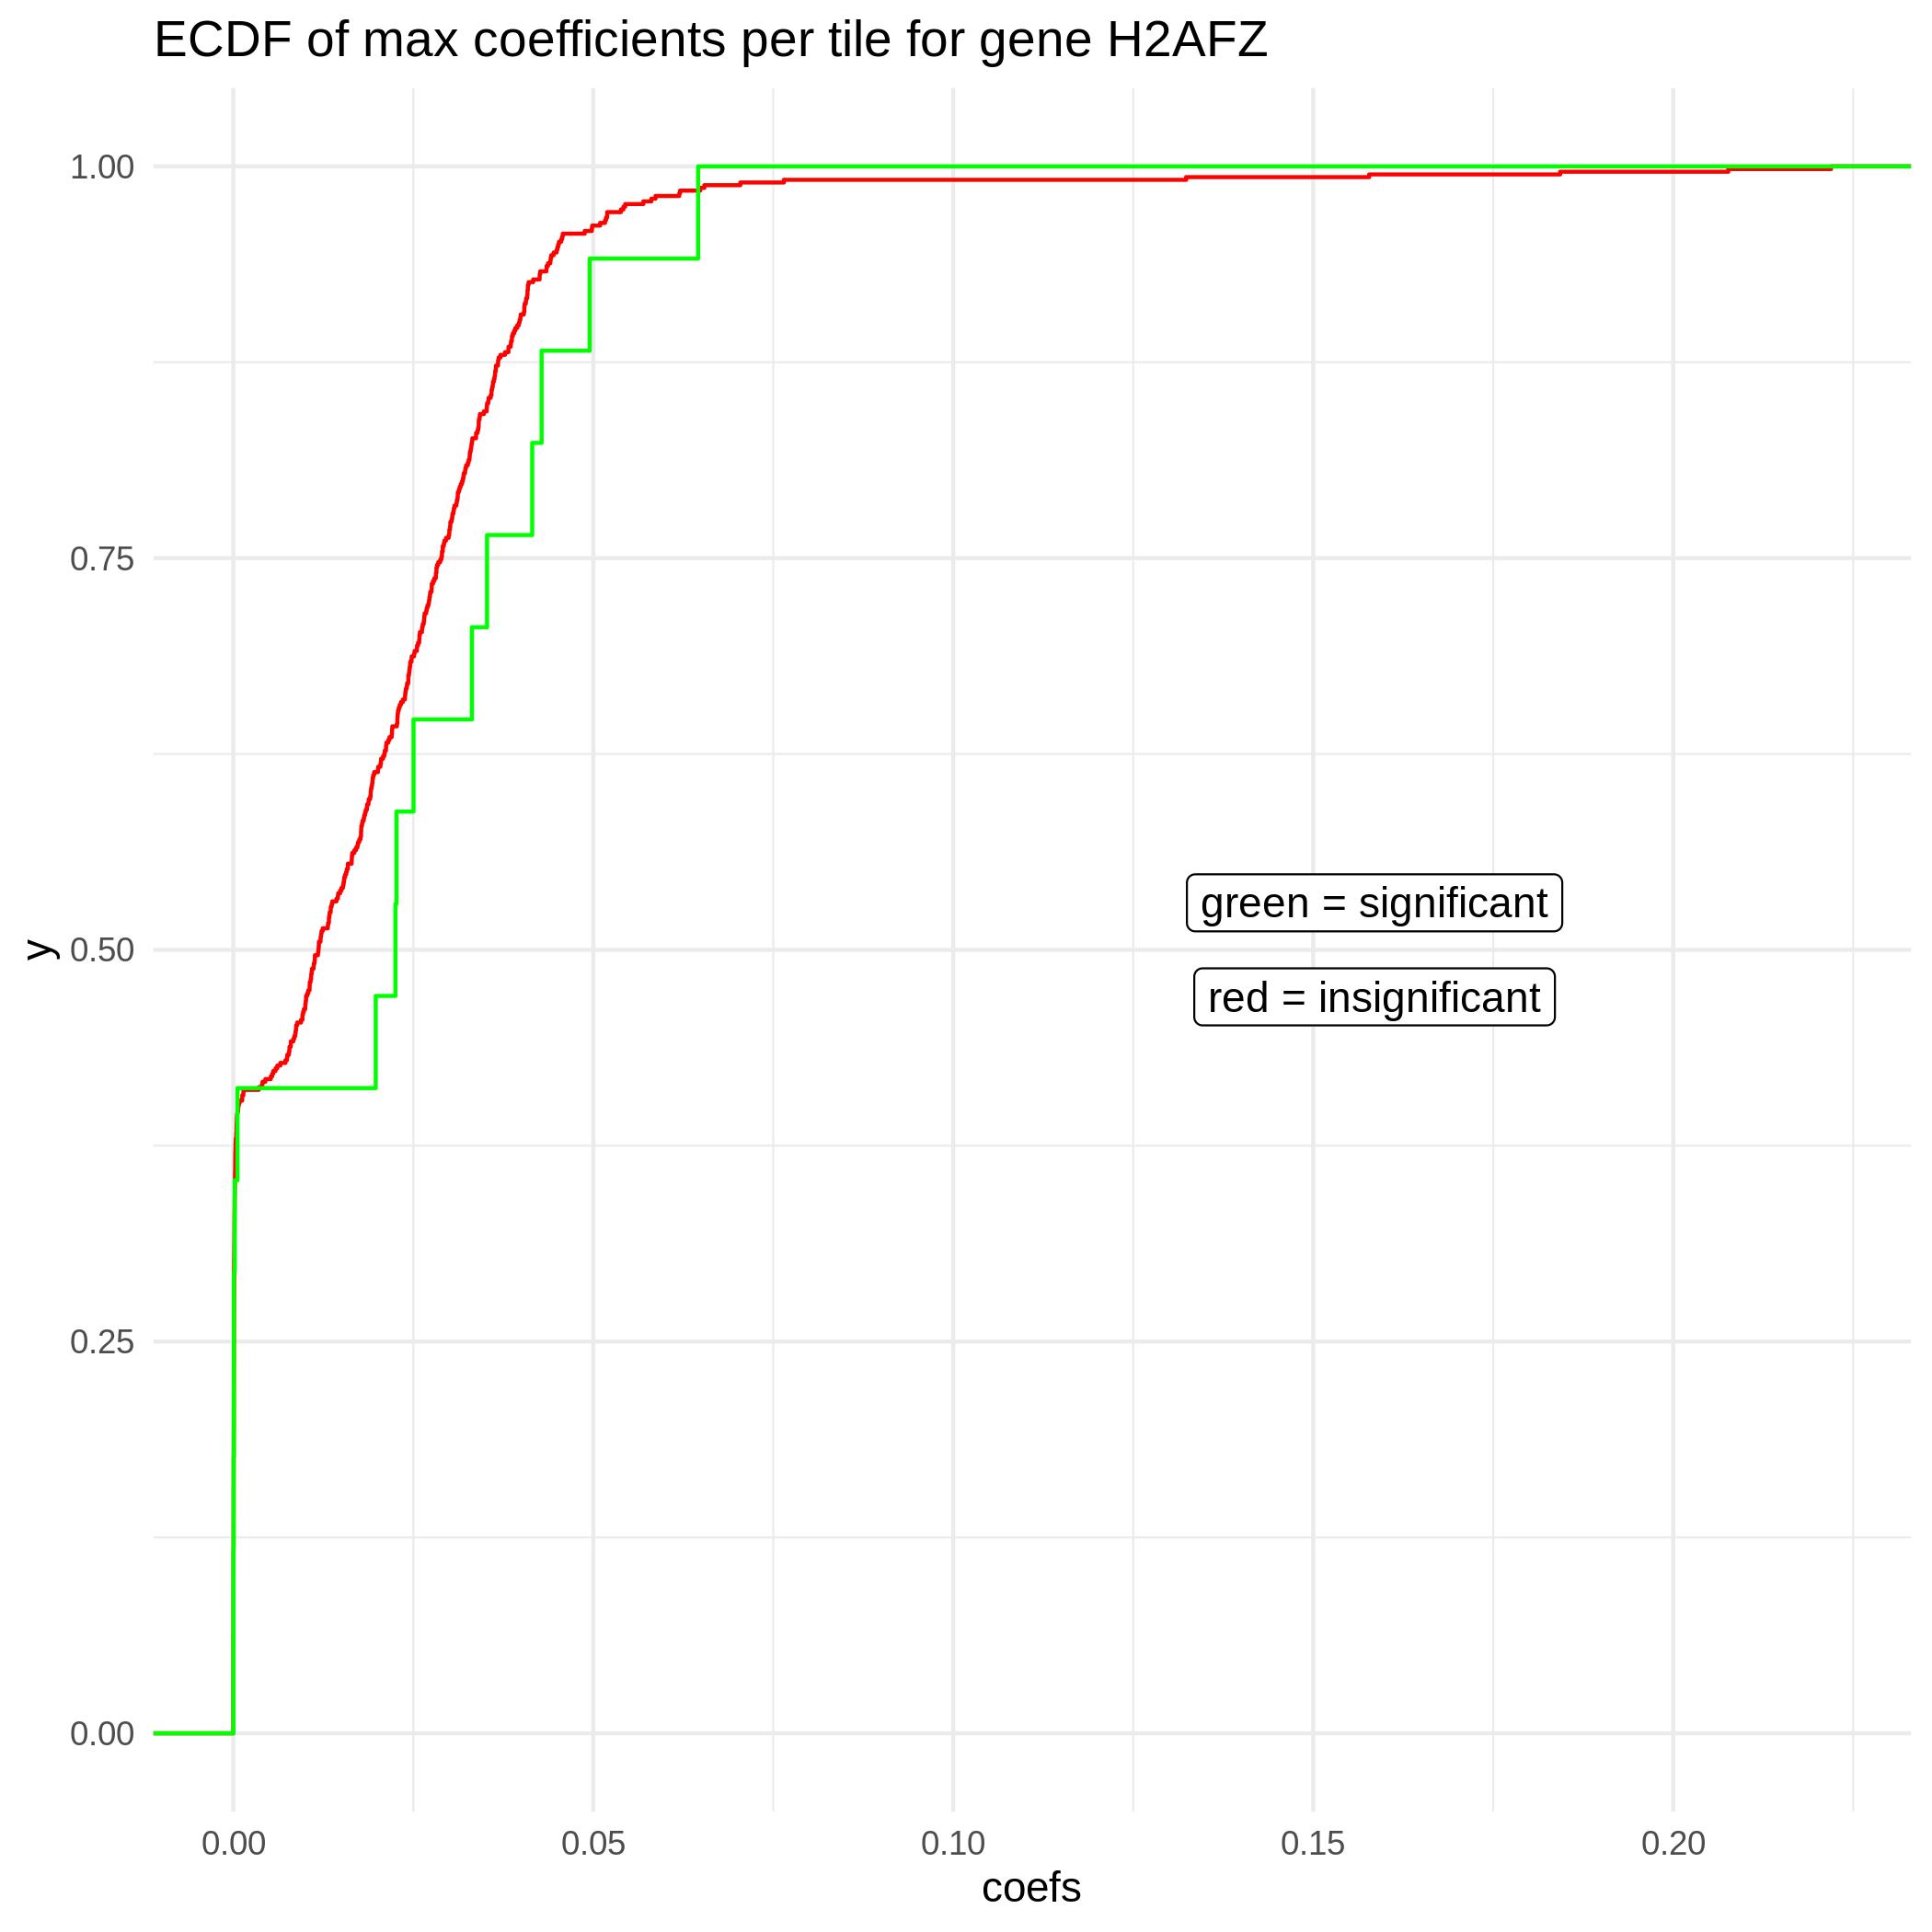 ECDF of max coefficients per tile for gene H2AFZ
1.00
0.75
0.50
0.25
0.00
y
green = significant
red = insignificant
0.00 0.05 0.10 0.15 0.20
coefs